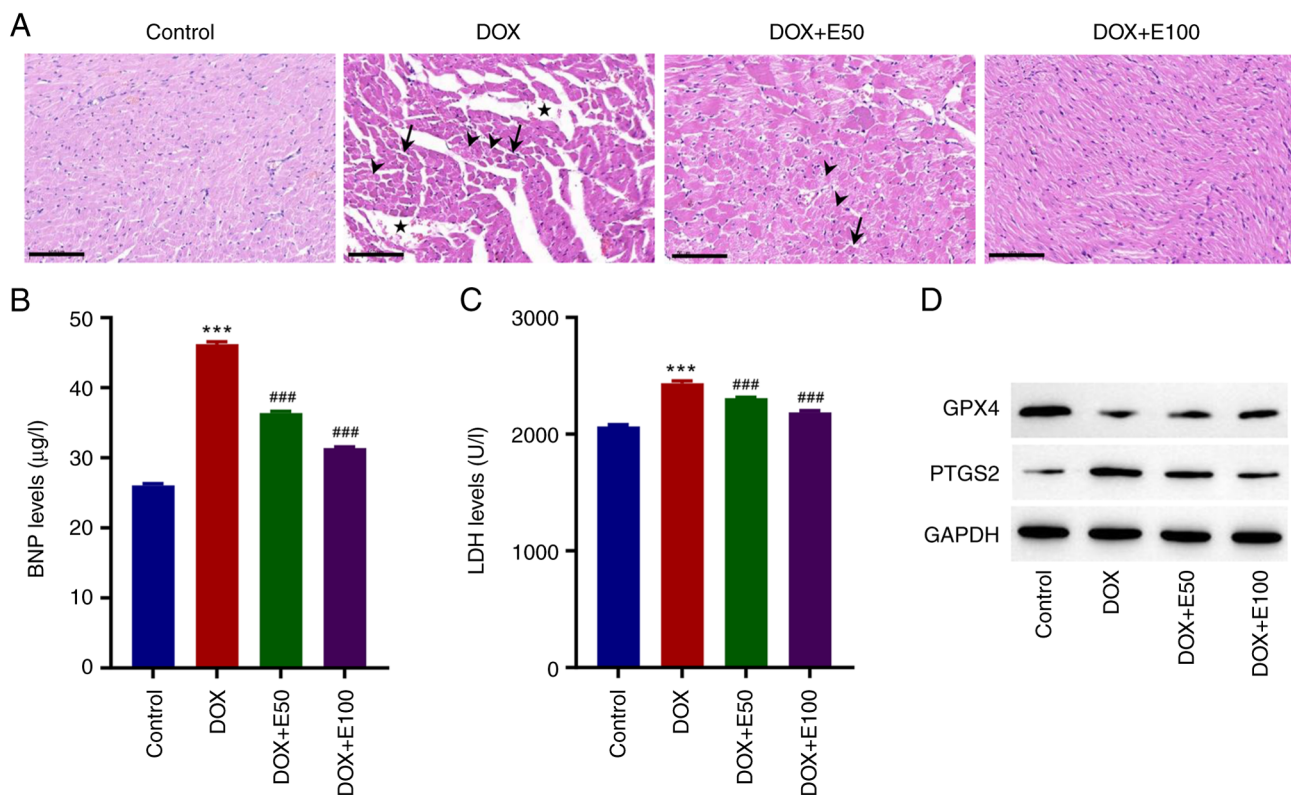 A
Control
DOX
DOX+E50
DOX+E100
B
BNP levels (µg/l)
50
40
30
20
10
0
***
###
###
Control
DOX
DOX+E50
DOX+E100
C
LDH levels (U/l)
3000
2000
1000
0
***
###
###
Control
DOX
DOX+E50
DOX+E100
D
GPX4
PTGS2
GAPDH
Control
DOX
DOX+E50
DOX+E100